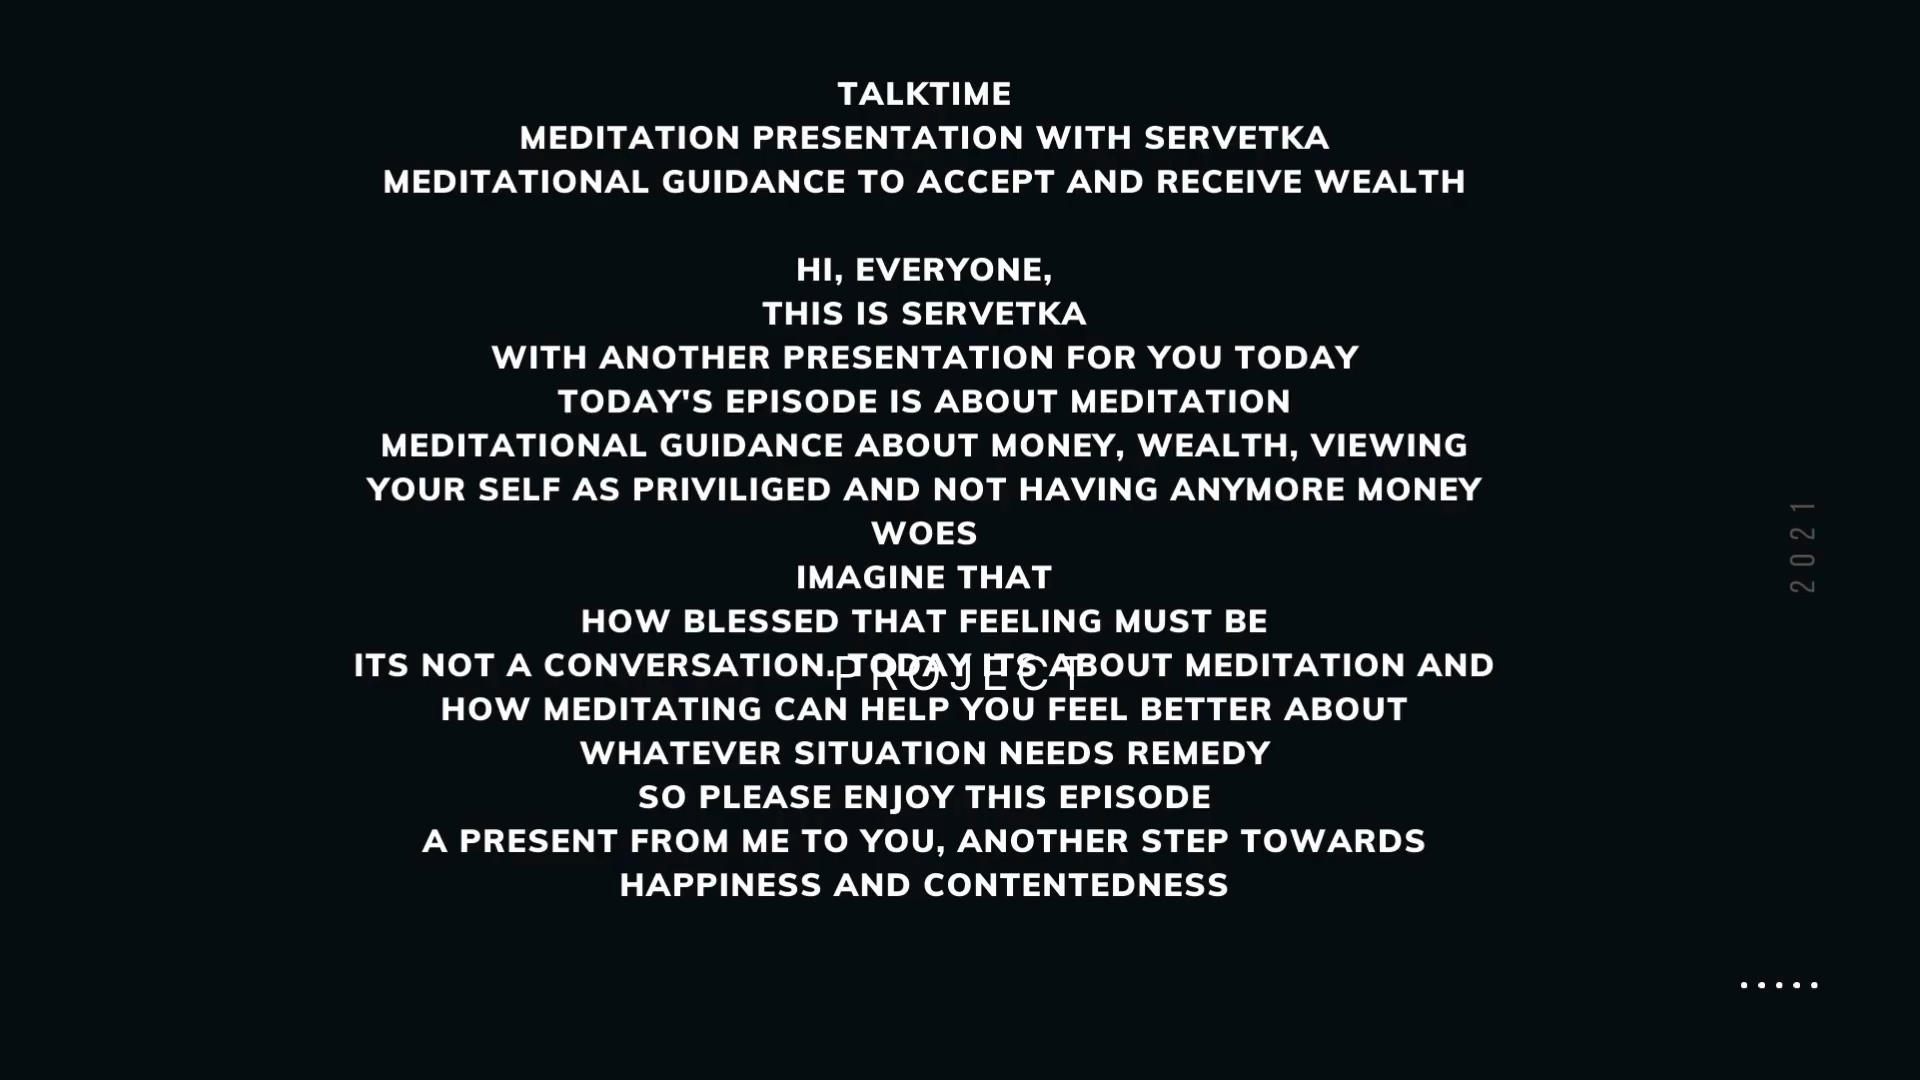 TALKTIME
MEDITATION PRESENTATION WITH SERVETKA
MEDITATIONAL GUIDANCE TO ACCEPT AND RECEIVE WEALTH
HI, EVERYONE,
THIS IS SERVETKA
WITH ANOTHER PRESENTATION FOR YOU TODAY
TODAY'S EPISODE IS ABOUT MEDITATION
MEDITATIONAL GUIDANCE ABOUT MONEY, WEALTH, VIEWING
YOUR SELF AS PRIVILIGED AND NOT HAVING ANYMORE MONEY
WOES
IMAGINE THAT
HOW BLESSED THAT FEELING MUST BE
ITS NOT A CONVERSATION. TODAY ITS ABOUT MEDITATION AND
PROJECT
HOW MEDITATING CAN HELP YOU FEEL BETTER ABOUT
WHATEVER SITUATION NEEDS REMEDY
SO PLEASE ENJOY THIS EPISODE
A PRESENT FROM ME TO YOU, ANOTHER STEP TOWARDS
HAPPINESS AND CONTENTEDNESS
2021